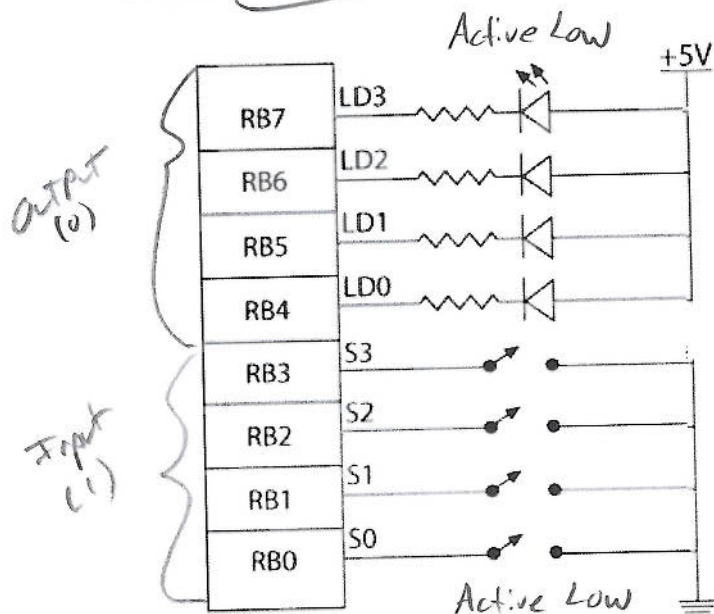 Active Low
+5V
RB7 LD3
RB6 LD2
RB5 LD1
RB4 LD0
Output
(0)
RB3 S3
RB2 S2
RB1 S1
RB0 S0
Input
(1)
Active Low